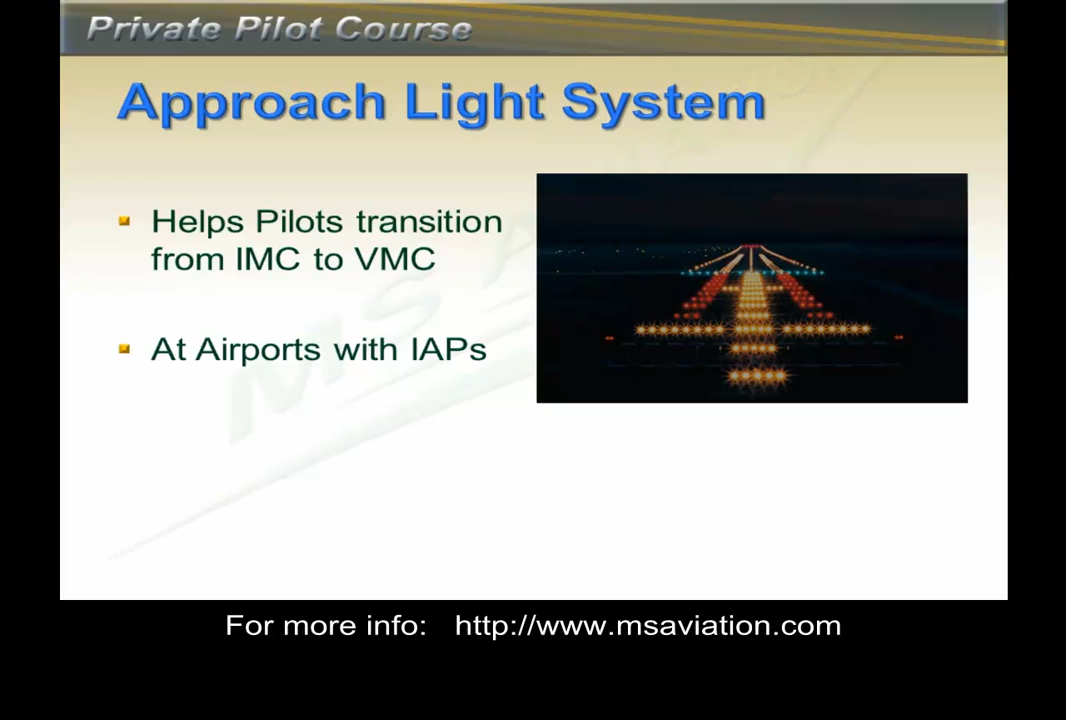 Private Pilot Course
Approach Light System
Helps Pilots transition
from IMC to VMC
At Airports with IAPs
For more info: http://www.msaviation.com